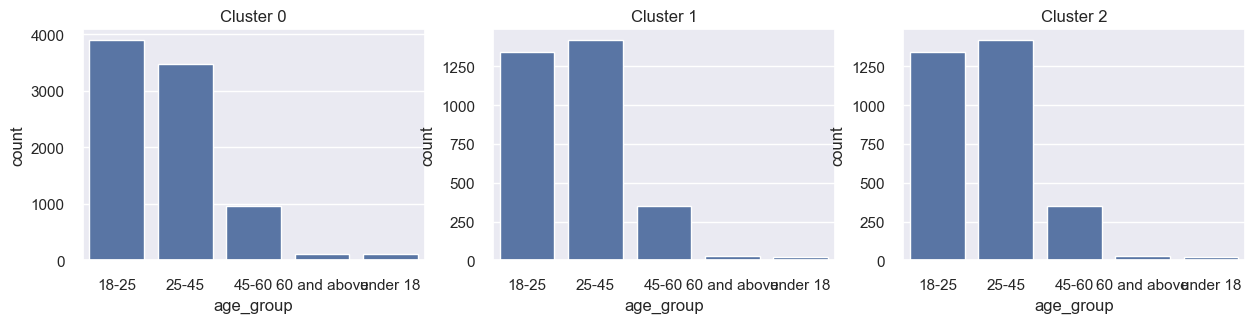 Cluster 0
4000
3000
2000
1000
0
count
18-25 25-45 45-60 60 and above under 18
age_group
Cluster 1
1250
1000
750
500
250
0
count
18-25 25-45 45-60 60 and above under 18
age_group
Cluster 2
1250
1000
750
500
250
0
count
18-25 25-45 45-60 60 and above under 18
age_group